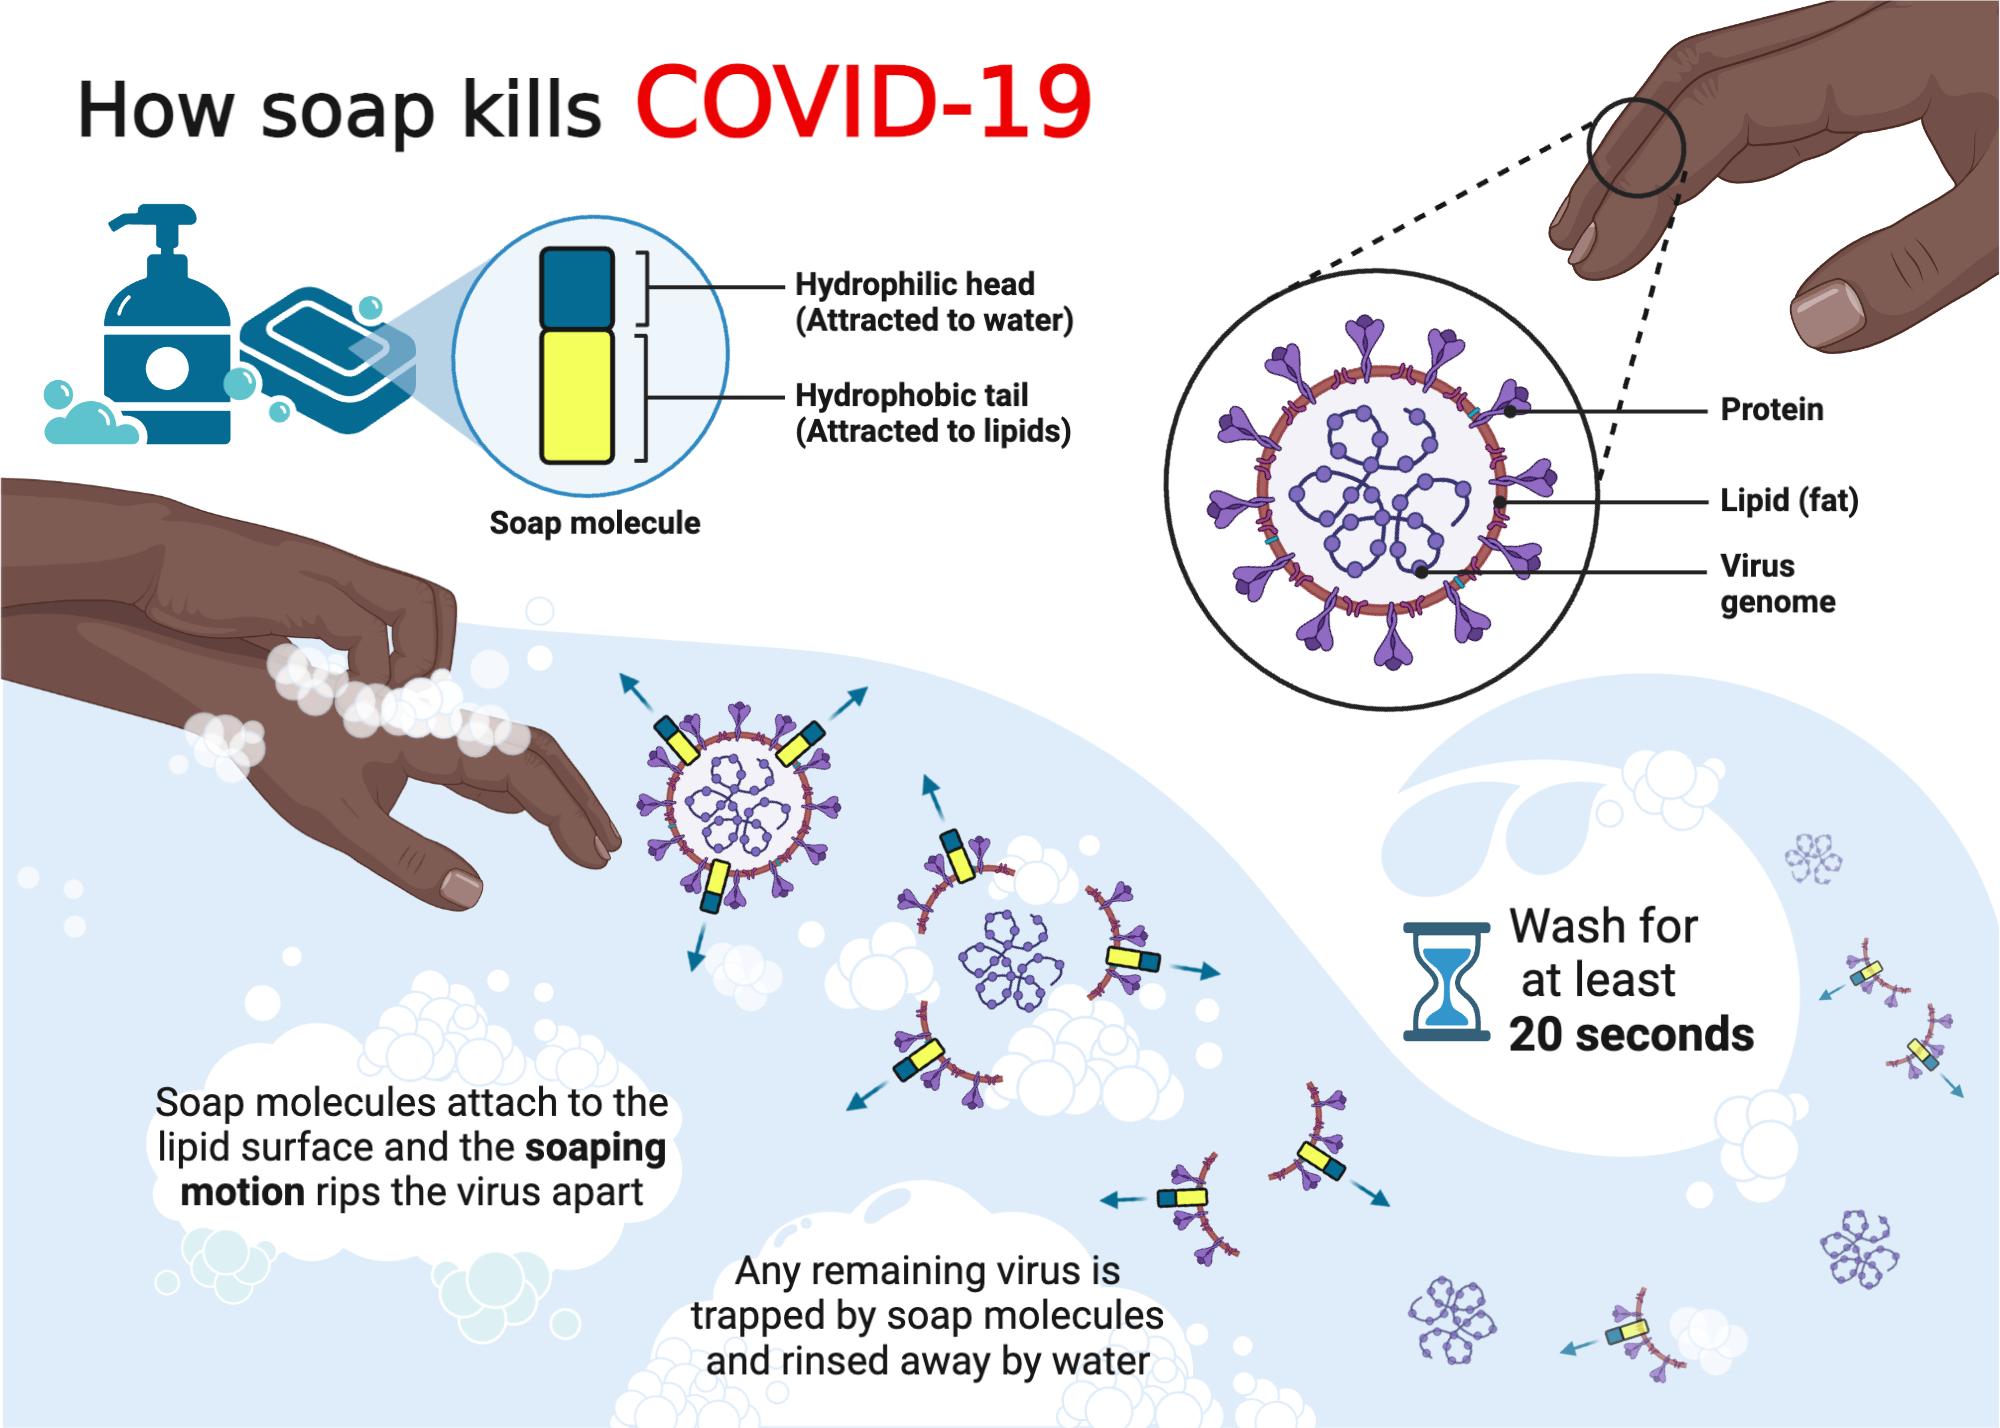 How soap kills COVID-19
Hydrophilic head
(Attracted to water)
Hydrophobic tail
(Attracted to lipids)
Soap molecule
Protein
Lipid (fat)
Virus
genome
Wash for
at least
20 seconds
Soap molecules attach to the
lipid surface and the soaping
motion rips the virus apart
Any remaining virus is
trapped by soap molecules
and rinsed away by water